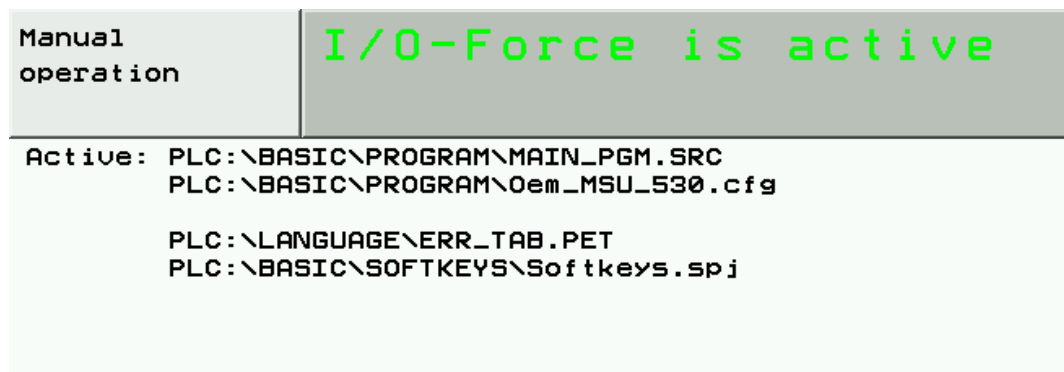 Manual
operation
I/O-Force is active
Active: PLC:\BASIC\PROGRAM\MAIN_PGM.SRC
PLC:\BASIC\PROGRAM\Oem_MSU_530.cfg
PLC:\LANGUAGE\ERR_TAB.PET
PLC:\BASIC\SOFTKEYS\Softkeys.spj